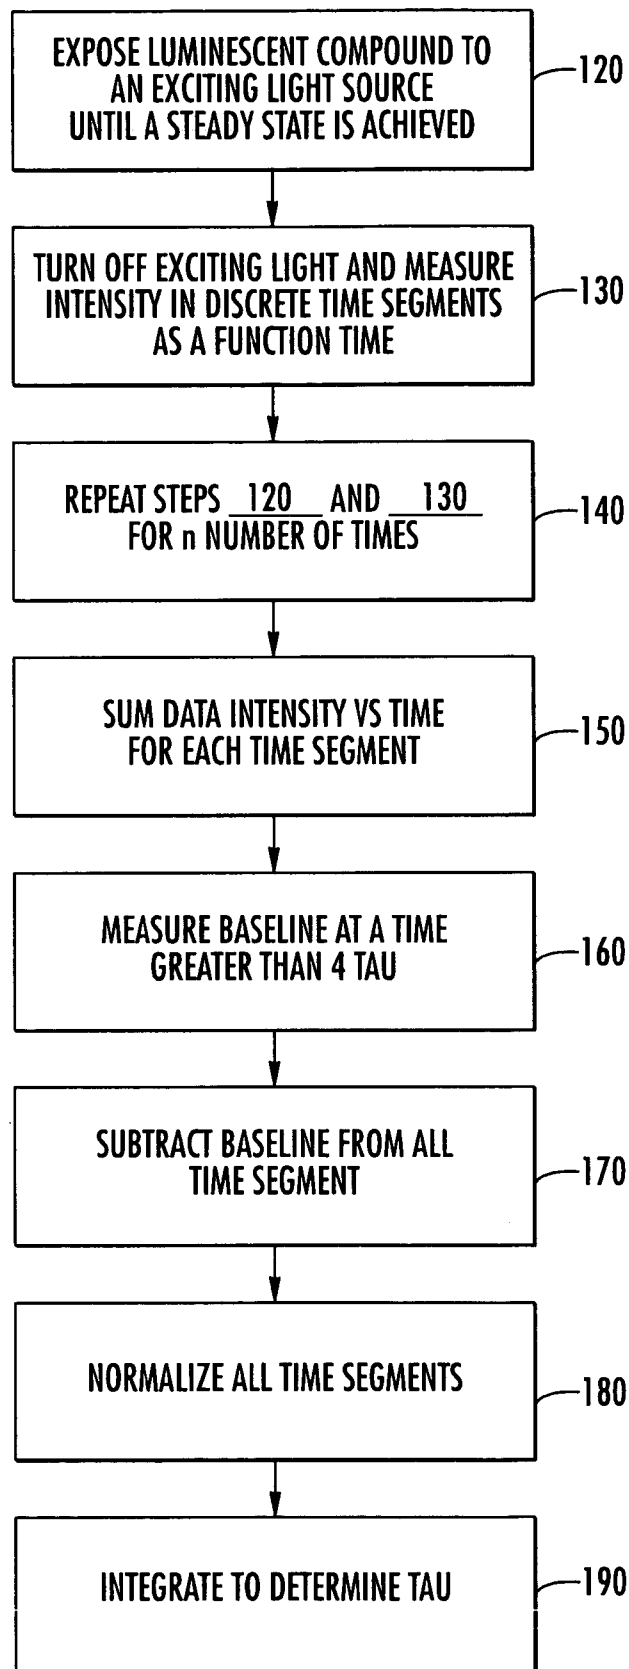 EXPOSE LUMINESCENT COMPOUND TO
AN EXCITING LIGHT SOURCE
UNTIL A STEADY STATE IS ACHIEVED
120
TURN OFF EXCITING LIGHT AND MEASURE
INTENSITY IN DISCRETE TIME SEGMENTS
AS A FUNCTION TIME
130
REPEAT STEPS 120 AND 130
FOR n NUMBER OF TIMES
140
SUM DATA INTENSITY VS TIME
FOR EACH TIME SEGMENT
150
MEASURE BASELINE AT A TIME
GREATER THAN 4 TAU
160
SUBTRACT BASELINE FROM ALL
TIME SEGMENT
170
NORMALIZE ALL TIME SEGMENTS
180
INTEGRATE TO DETERMINE TAU
190